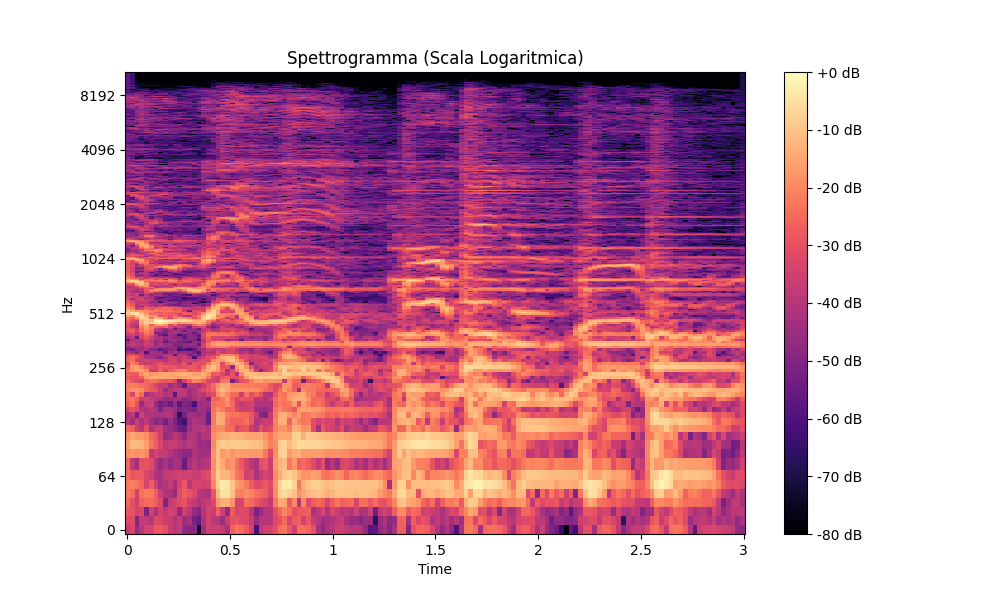 Spettrogramma (Scala Logaritmica)
8192
4096
2048
1024
512
256
128
64
0
Hz
0
0.5
1
1.5
2
2.5
3
Time
+0 dB
-10 dB
-20 dB
-30 dB
-40 dB
-50 dB
-60 dB
-70 dB
-80 dB